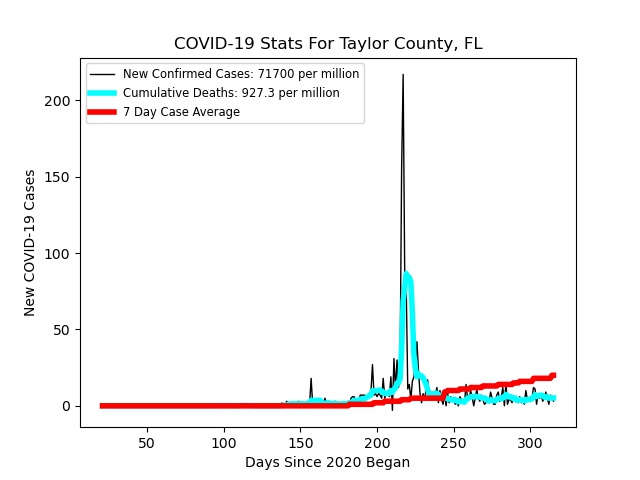 COVID-19 Stats For Taylor County, FL
New Confirmed Cases: 71700 per million
Cumulative Deaths: 927.3 per million
7 Day Case Average
New COVID-19 Cases
200
150
100
50
0
50 100 150 200 250 300
Days Since 2020 Began